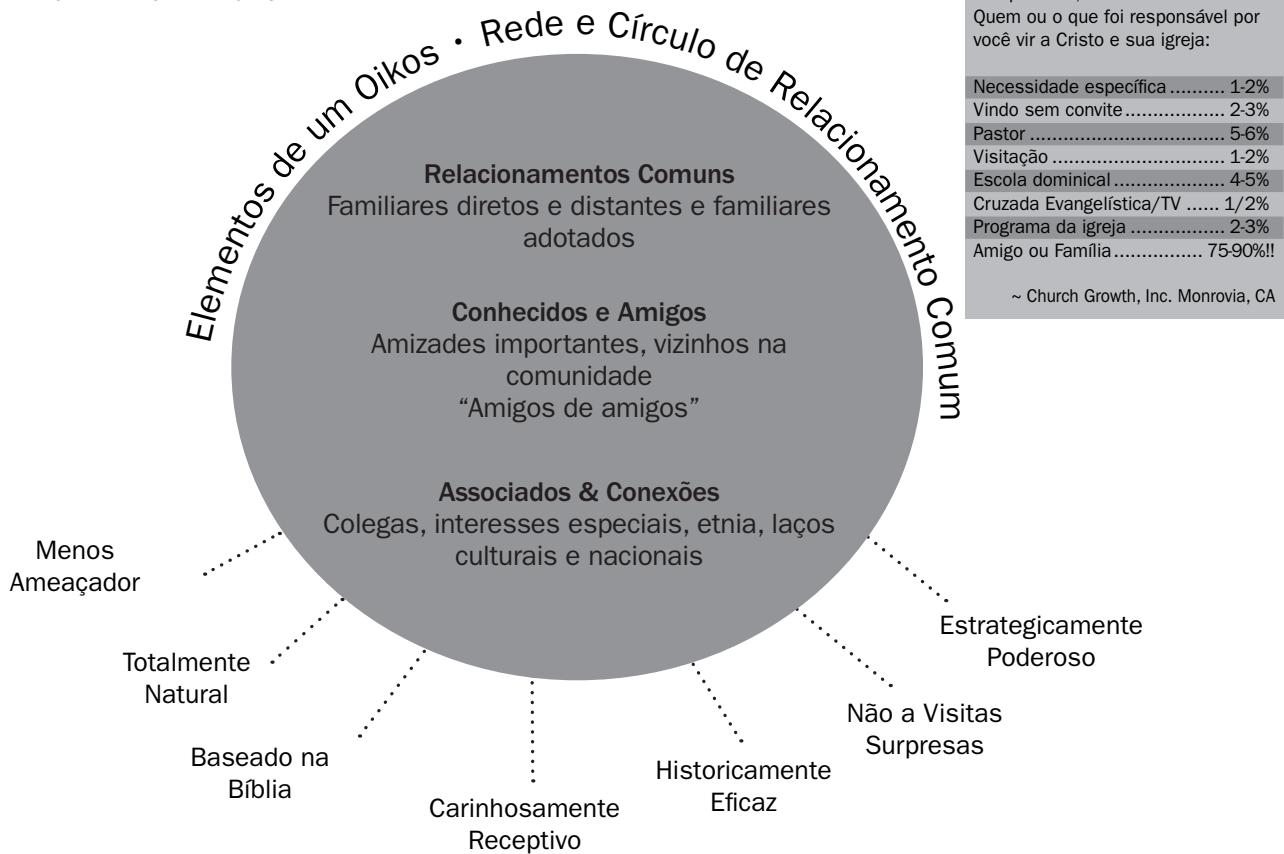 Elementos de um Oikos • Rede e Círculo de Relacionamento Comum
Relacionamentos Comuns
Familiares diretos e distantes e familiares
adotados
Conhecidos e Amigos
Amizades importantes, vizinhos na
comunidade
“Amigos de amigos”
Associados & Conexões
Colegas, interesses especiais, etnia, laços
culturais e nacionais
Menos
Ameaçador
Totalmente
Natural
Baseado na
Bíblia
Carinhosamente
Receptivo
Historicamente
Eficaz
Não a Visitas
Surpresas
Estrategicamente
Poderoso
Quem ou o que foi responsável por
você vir a Cristo e sua igreja:
Necessidade específica .......... 1-2%
Vindo sem convite .................. 2-3%
Pastor ................................... 5-6%
Visitação ............................... 1-2%
Escola dominical .................... 4-5%
Cruzada Evangelística/TV ...... 1/2%
Programa da igreja ................. 2-3%
Amigo ou Família ................ 75-90%!!
~ Church Growth, Inc. Monrovia, CA